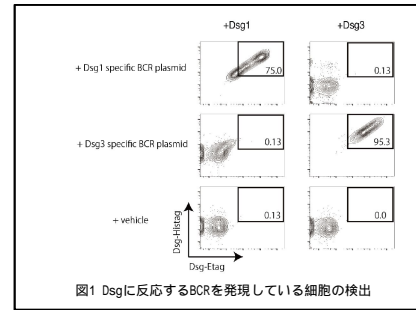 +Dsg1 +Dsg3
+ Dsg1 specific BCR plasmid
75.0 0.13
+ Dsg3 specific BCR plasmid
0.13 95.3
+ vehicle
0.13 0.0
Dsg-Histag
Dsg-Etag
図1 Dsgに反応するBCRを発現している細胞の検出